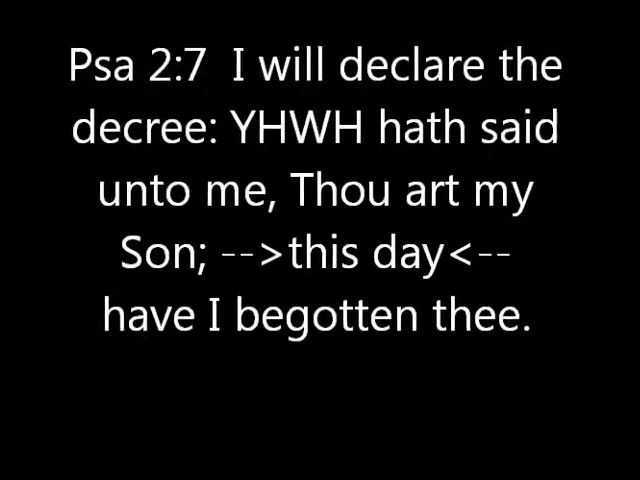 Psa 2:7  I will declare the
decree: YHWH hath said
unto me, Thou art my
Son; -->this day<--
have I begotten thee.